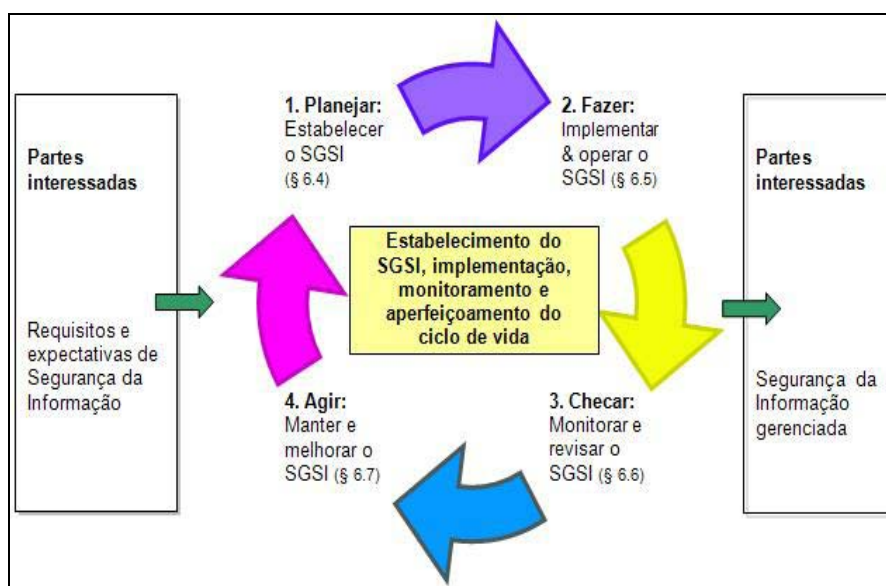 Partes
interessadas
Requisitos e
expectativas de
Segurança da
Informação
1. Planejar:
Estabelecer
o SGSI
(§ 6.4)
2. Fazer:
Implementar
& operar o
SGSI (§ 6.5)
Estabelecimento do
SGSI, implementação,
monitoramento e
aperfeiçoamento do
ciclo de vida
4. Agir:
Manter e
melhorar o
SGSI (§ 6.7)
3. Checar:
Monitorar e
revisar o
SGSI (§ 6.6)
Partes
interessadas
Segurança da
Informação
gerenciada